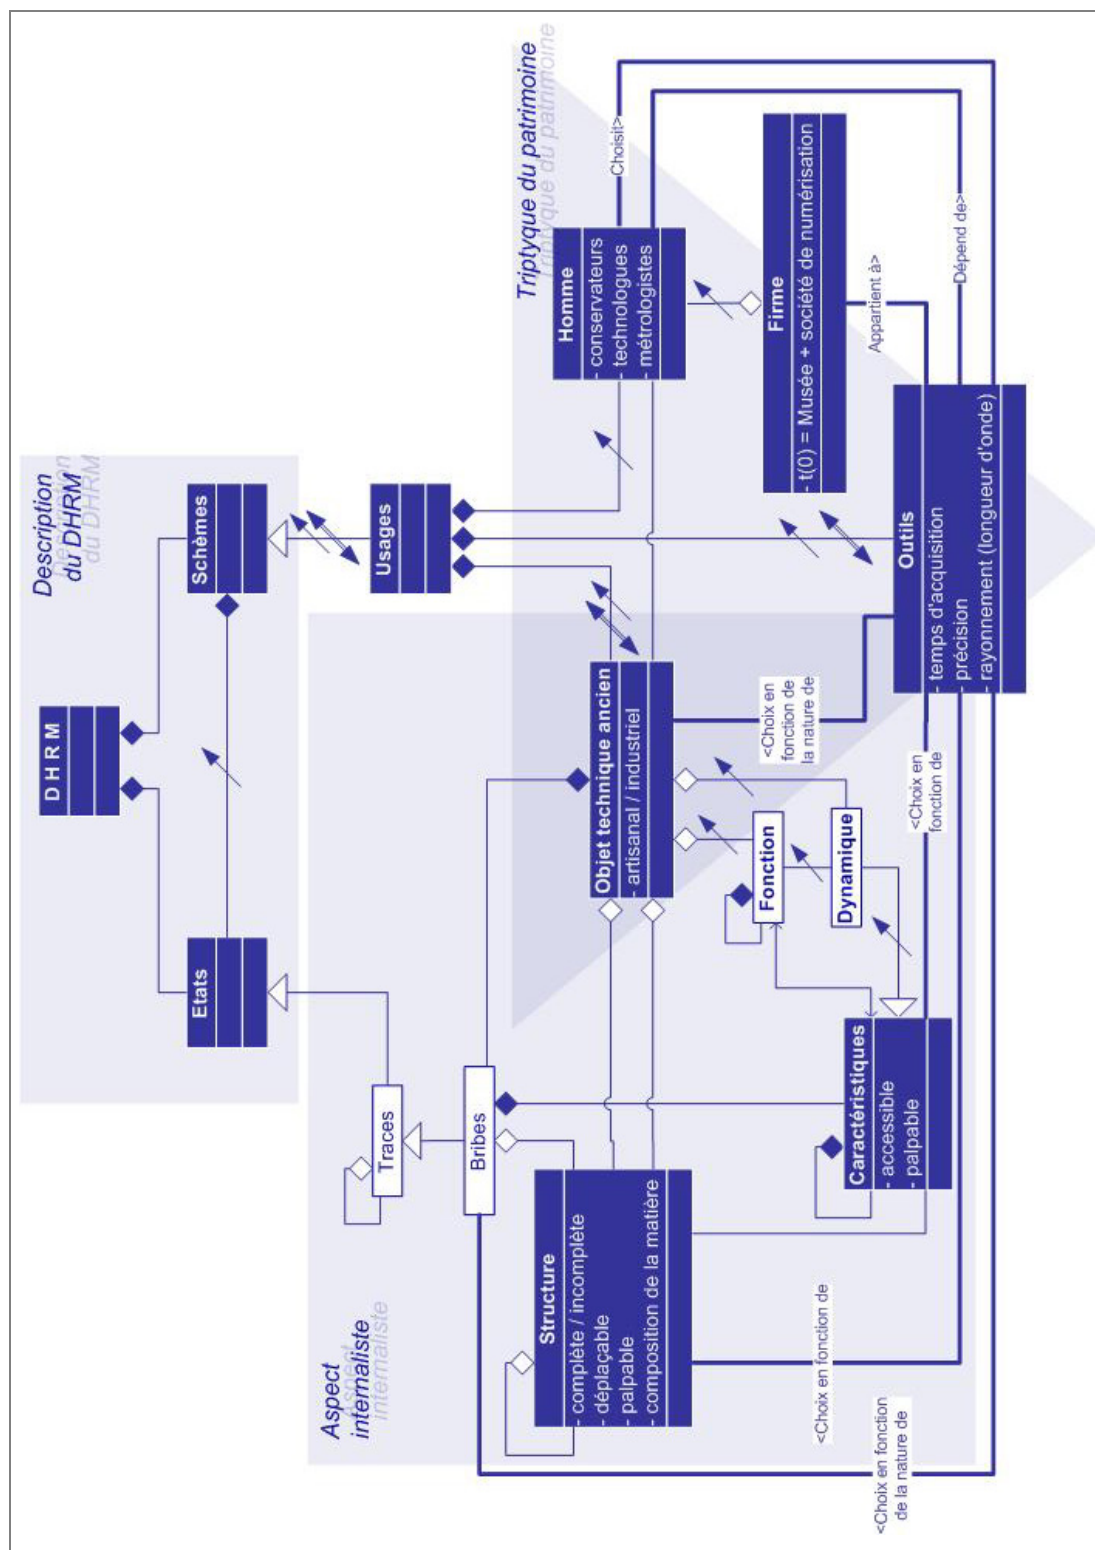 Description
du DHRM
D H R M
Etats
Schèmes
Usages
Aspect
internaliste
Traces
Bribes
Structure
- complète / incomplète
- déplaçable
- palpable
- composition de la matière
Triptyque du patrimoine
Objet technique ancien
- artisanal / industriel
Homme
- conservateurs
- technologues
- métrologistes
Choisit>
Fonction
Dynamique
<Choix en
fonction de
la nature de
Firme
- t(0) = Musée + société de numérisation
Caractéristiques
- accessible
- palpable
<Choix en fonction de
<Choix en
fonction de
Appartient à>
Dépend de>
<Choix en fonction
de la nature de
Outils
- temps d'acquisition
- précision
- rayonnement (longueur d'onde)